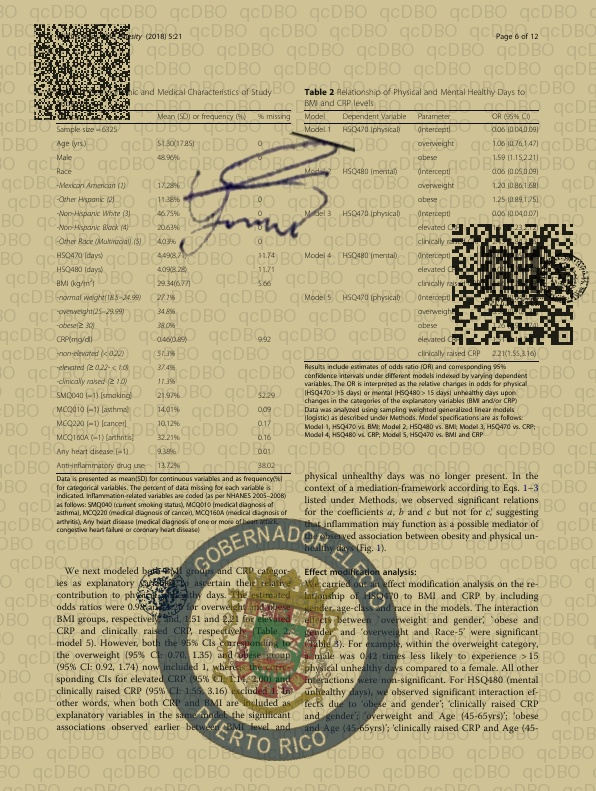 (2018) 5:21
Page 6 of 12
and Medical Characteristics of Study
Mean (SD) or frequency (%) % missing
Sample size = 6325
Age (yrs.) 51.30(17.85) 0
Male 48.96% 0
Race
-Mexican American (1) 17.28%
-Other Hispanic (2) 11.38% 0
-Non-Hispanic White (3) 46.75% 0
-Non-Hispanic Black (4) 20.63% 0
-Other Race (Multiracial) (5) 4.03% 0
HSQ470 (days) 11.74
HSQ480 (days) 4.09(8.28) 11.71
BMI (kg/m2) 29.34(6.77) 5.66
-normal weight(18.5–24.99) 27.1%
-overweight(25–29.99) 34.8%
-obese(≥ 30) 38.0%
CRP(mg/dl) 0.46(0.89) 9.92
-non-elevated (< 0.22) 51.3%
-elevated (≥ 0.22- < 1.0) 37.4%
-clinically raised (≥ 1.0) 11.3%
SMQ040 (=1) [smoking] 21.97% 52.29
MCQ010 (=1) [asthma] 14.01% 0.09
MCQ220 (=1) [cancer] 10.12% 0.17
MCQ160A (=1) [arthritis] 32.21% 0.16
Any heart disease (=1) 9.38% 0.01
Anti-inflammatory drug use 13.72% 38.02
Data is presented as mean(SD) for continuous variables and as frequency(%)
for categorical variables. The percent of data missing for each variable is
indicated. Inflammation-related variables are coded (as per NHANES 2005–2008)
as follows: SMQ040 (current smoking status), MCQ010 (medical diagnosis of
asthma), MCQ220 (medical diagnosis of cancer), MCQ160A (medical diagnosis of
arthritis), Any heart disease (medical diagnosis of one or more of heart attack,
congestive heart failure or coronary heart disease)
We next modeled both BMI groups and CRP categor-
ies as explanatory to ascertain their relative
contribution to physical days. The estimated
odds ratios were 0.98 and for overweight and obese
BMI groups, respectively, and 1.51 and 2.21 for
CRP and clinically raised CRP, respectively (Table 2,
model 5). However, both the 95% CIs corresponding to
the overweight (95% CI: 0.70, 1.35) and obese group
(95% CI: 0.92, 1.74) now included 1, whereas the corre-
sponding CIs for elevated CRP (95% CI and
clinically raised CRP (95% CI: 1.55, 3.16) excluded 1. In
other words, when both CRP and BMI are included as
explanatory variables in the same model, the significant
associations observed earlier between BMI level and
Table 2 Relationship of Physical and Mental Healthy Days to
BMI and CRP levels
Model Dependent Variable Parameter OR (95% CI)
Model 1 HSQ470 (physical) (Intercept) 0.06 (0.04,0.09)
overweight 1.06 (0.76,1.47)
obese 1.59 (1.15,2.21)
Model 2 HSQ480 (mental) (Intercept) 0.06 (0.05,0.09)
overweight 1.20 (0.86,1.68)
obese 1.25 (0.89,1.75)
Model 3 HSQ470 (physical) (Intercept) 0.06 (0.04,0.07)
elevated
clinically
Model 4 HSQ480 (mental) (Intercept)
elevated
clinically
Model 5 HSQ470 (physical) (Intercept)
overweight
obese
elevated
clinically raised CRP 2.21(1.55,3.16)
Results include estimates of odds ratio (OR) and corresponding 95%
confidence intervals under different models indexed by varying dependent
variables. The OR is interpreted as the relative changes in odds for physical
(HSQ470 > 15 days) or mental (HSQ480 > 15 days) unhealthy days upon
changes in the categories of the explanatory variables (BMI and/or CRP)
Data was analyzed using sampling weighted generalized linear models
(logistic) as described under Methods. Model specifications are as follows:
Model 1, HSQ470 vs. BMI; Model 2, HSQ480 vs. BMI; Model 3, HSQ470 vs. CRP;
Model 4, HSQ480 vs. CRP; Model 5, HSQ470 vs. BMI and CRP
physical unhealthy days was no longer present. In the
context of a mediation-framework according to Eqs. 1–3
listed under Methods, we observed significant relations
for the coefficients a, b and c but not for c', suggesting
that inflammation may function as a possible mediator of
the observed association between obesity and physical un-
healthy days (Fig. 1).
Effect modification analysis:
We carried out effect modification analysis on the re-
lationship of HSQ470 to BMI and CRP by including
age-class and race in the models. The interaction
between 'overweight and gender', 'obese and
gender' and 'overweight and Race-5' were significant
(Table 3). For example, within the overweight category,
a male was 0.42 times less likely to experience >15
physical unhealthy days compared to a female. All other
interactions were non-significant. For HSQ480 (mental
unhealthy days), we observed significant interaction ef-
fects due to 'obese and gender'; 'clinically raised CRP
and gender'; 'overweight and Age (45-65yrs)'; 'obese
and Age (45-65yrs)'; 'clinically raised CRP and Age (45-
GOBERNADOR DE PUERTO RICO
qcDBO